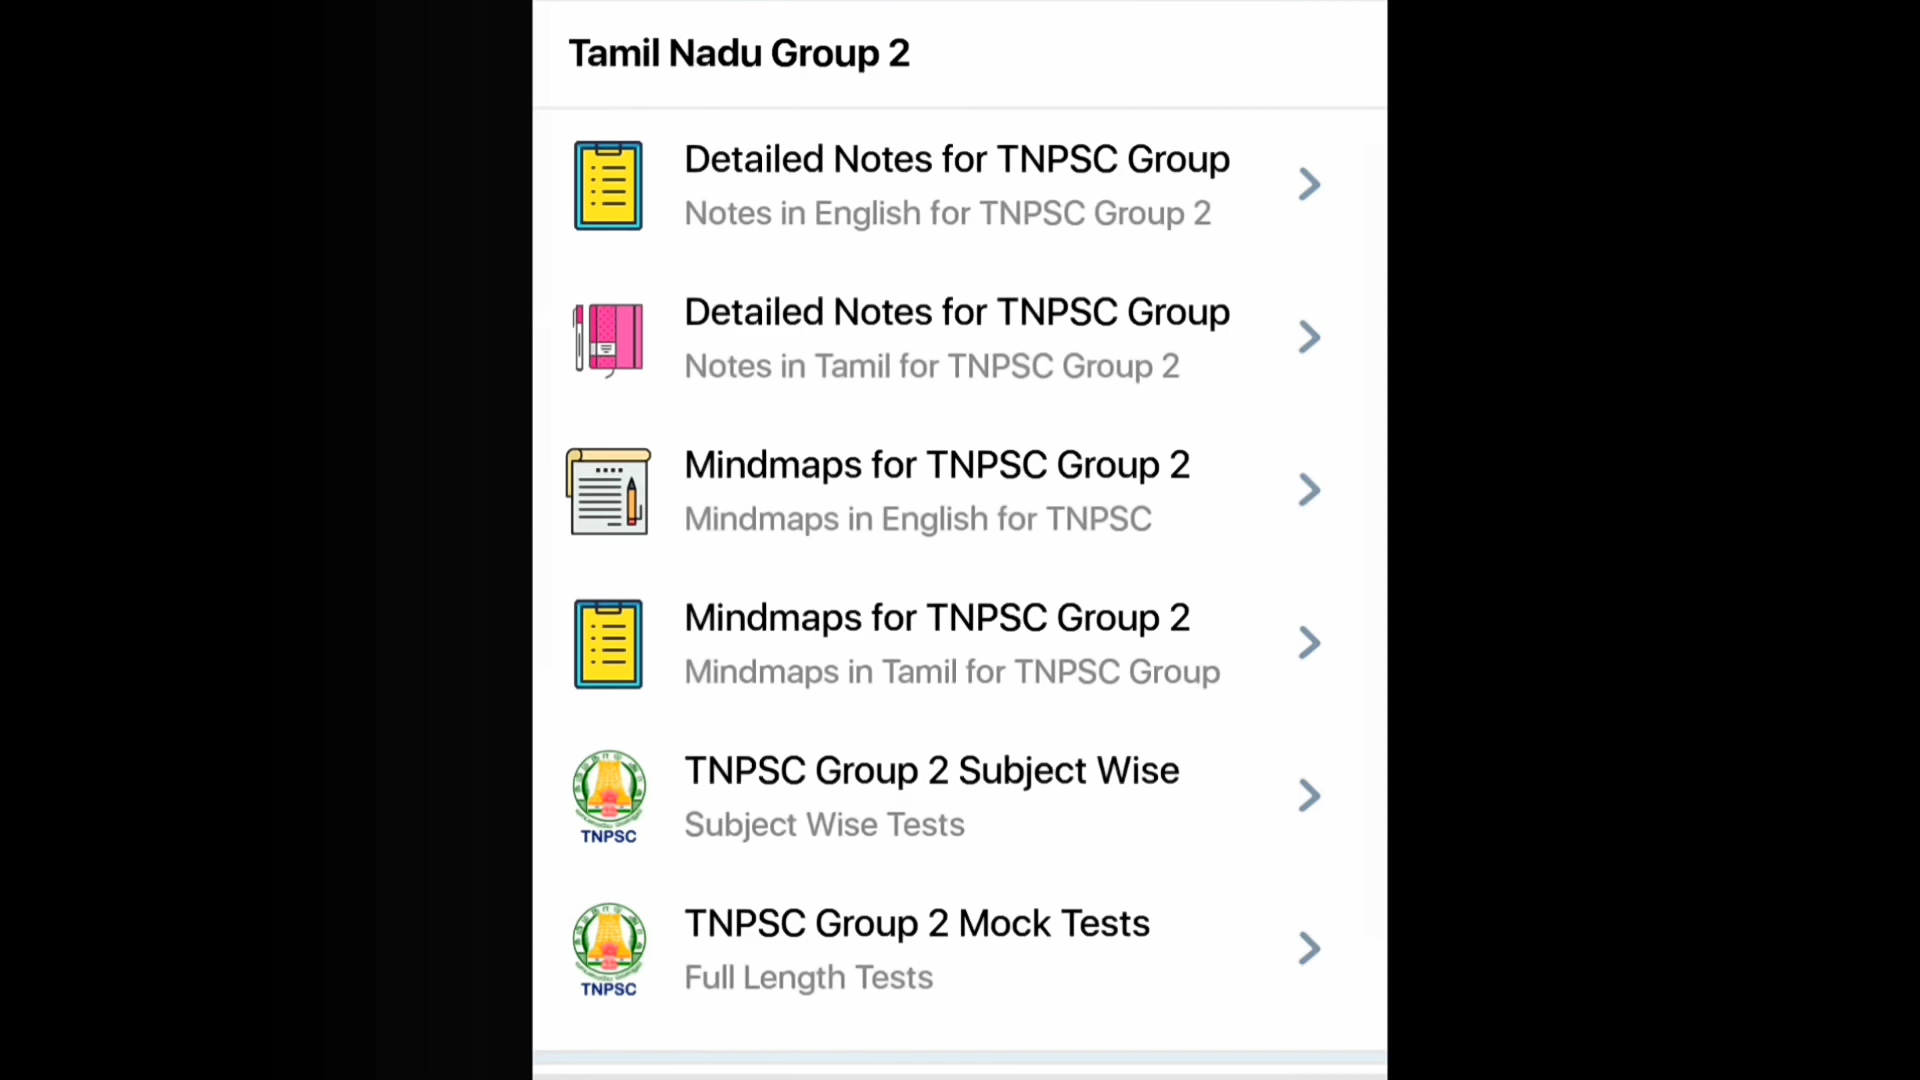 Tamil Nadu Group 2
Detailed Notes for TNPSC Group
Notes in English for TNPSC Group 2
Detailed Notes for TNPSC Group
Notes in Tamil for TNPSC Group 2
Mindmaps for TNPSC Group 2
Mindmaps in English for TNPSC
Mindmaps for TNPSC Group 2
Mindmaps in Tamil for TNPSC Group
TNPSC Group 2 Subject Wise
Subject Wise Tests
TNPSC
TNPSC Group 2 Mock Tests
Full Length Tests
TNPSC